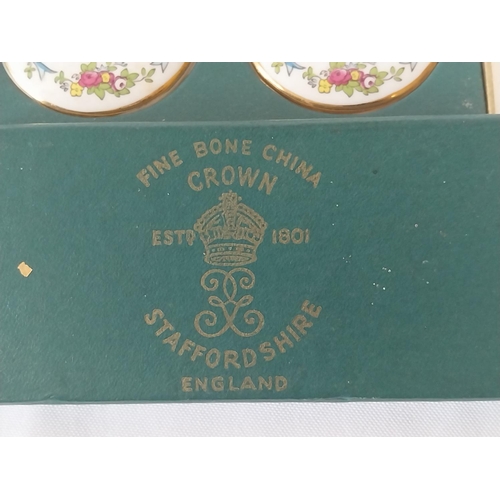 FINE BONE CHINA
CROWN
ESTD 1801
STAFFORDSHIRE
ENGLAND